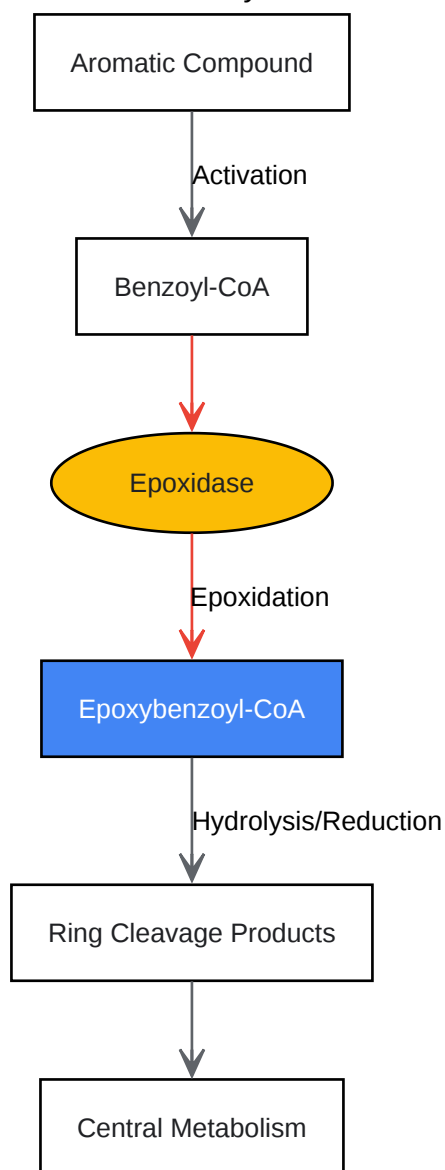 Aromatic Compound
Activation
Benzoyl-CoA
Epoxidase
Epoxidation
Epoxybenzoyl-CoA
Hydrolysis/Reduction
Ring Cleavage Products
Central Metabolism